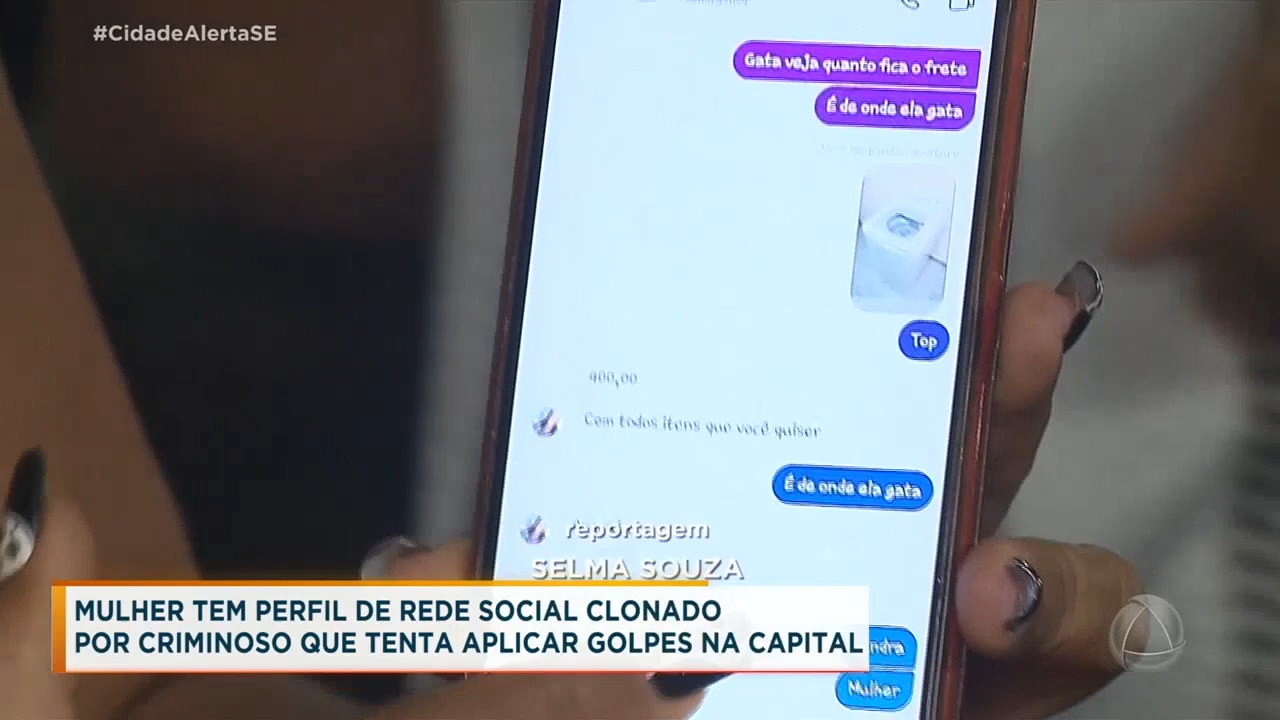 #CidadeAlertaSE
Gata veja quanto fica o frete
É de onde ela gata
Top
400,00
Com todos itens que você quiser
É de onde ela gata
reportagem
SELMA SOUZA
MULHER TEM PERFIL DE REDE SOCIAL CLONADO
POR CRIMINOSO QUE TENTA APLICAR GOLPES NA CAPITAL
ndra
Mulher